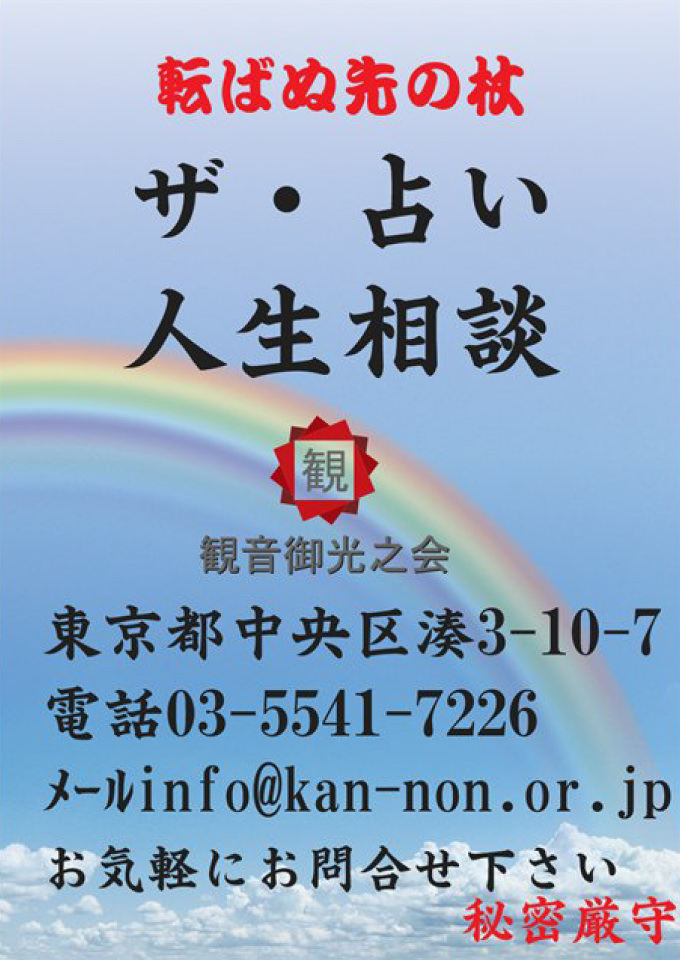 転ばぬ先の杖
ザ・占い
人生相談
観
観音御光之会
東京都中央区湊3-10-7
電話03-5541-7226
メールinfo@kan-non.or.jp
お気軽にお問合せ下さい
秘密厳守